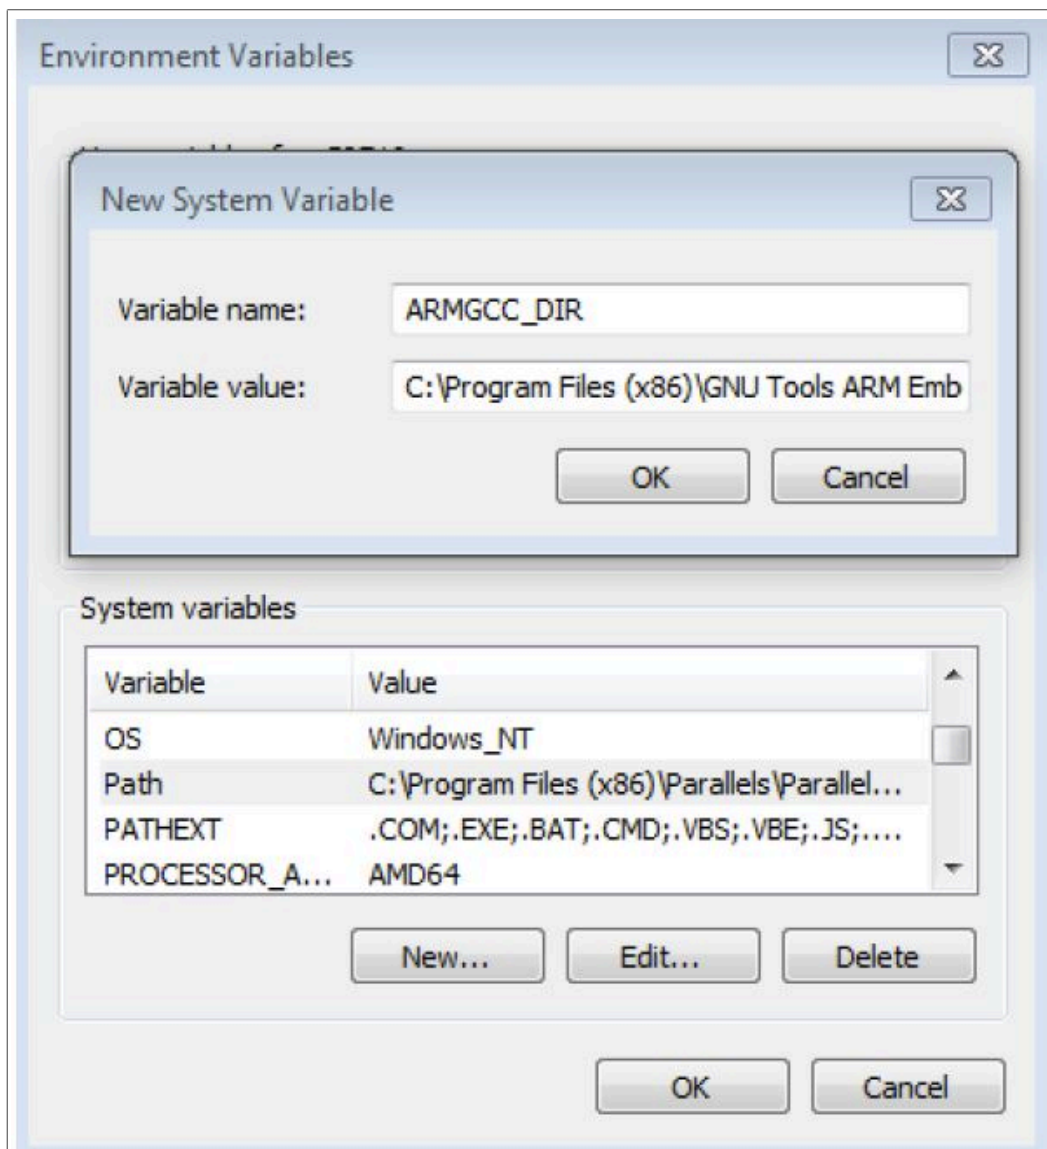 Environment Variables
New System Variable
Variable name: ARMGCC_DIR
Variable value: C:\Program Files (x86)\GNU Tools ARM Emb
OK Cancel
System variables
Variable Value
OS Windows_NT
Path C:\Program Files (x86)\Parallels\Parallel...
PATHEXT .COM;.EXE;.BAT;.CMD;.VBS;.VBE;.JS;....
PROCESSOR_A... AMD64
New... Edit... Delete
OK Cancel